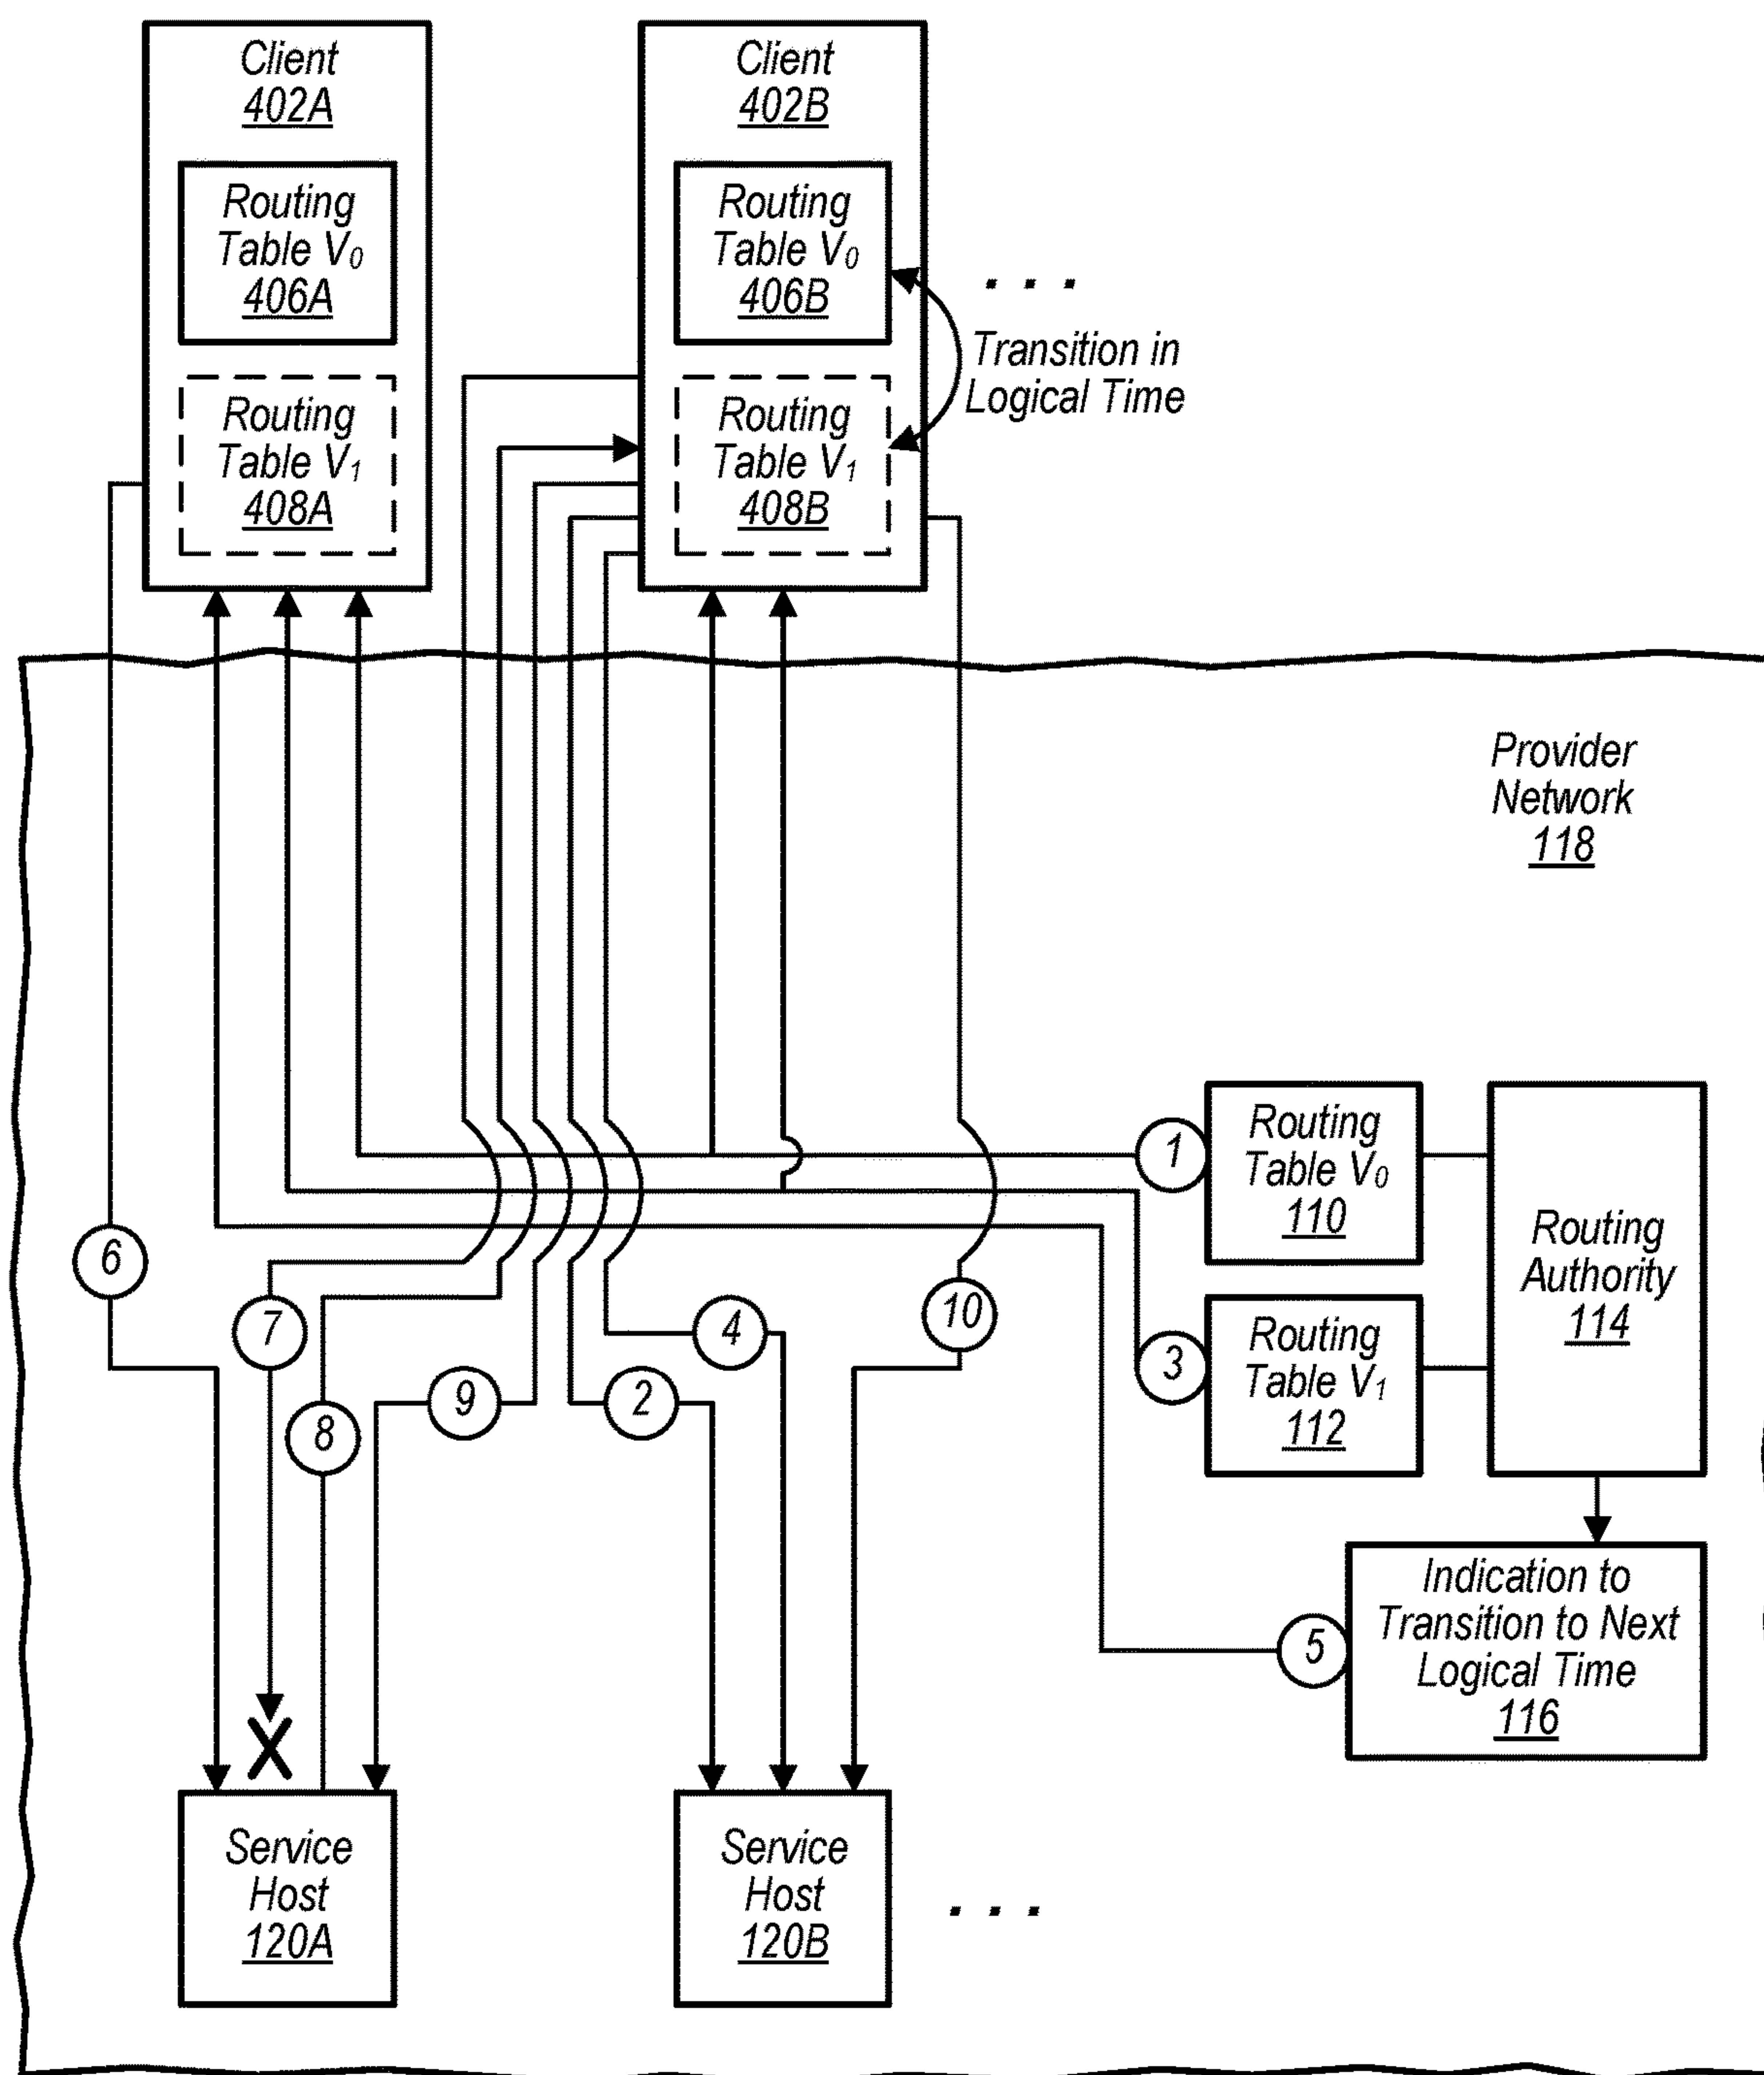 Client
402A
Routing
Table V0
406A
Routing
Table V1
408A
Client
402B
Routing
Table V0
406B
Routing
Table V1
408B
. . .
Transition in
Logical Time
Provider
Network
118
1
Routing
Table V0
110
3
Routing
Table V1
112
Routing
Authority
114
5
Indication to
Transition to Next
Logical Time
116
6
7
8
9
2
4
10
Service
Host
120A
X
Service
Host
120B
. . .